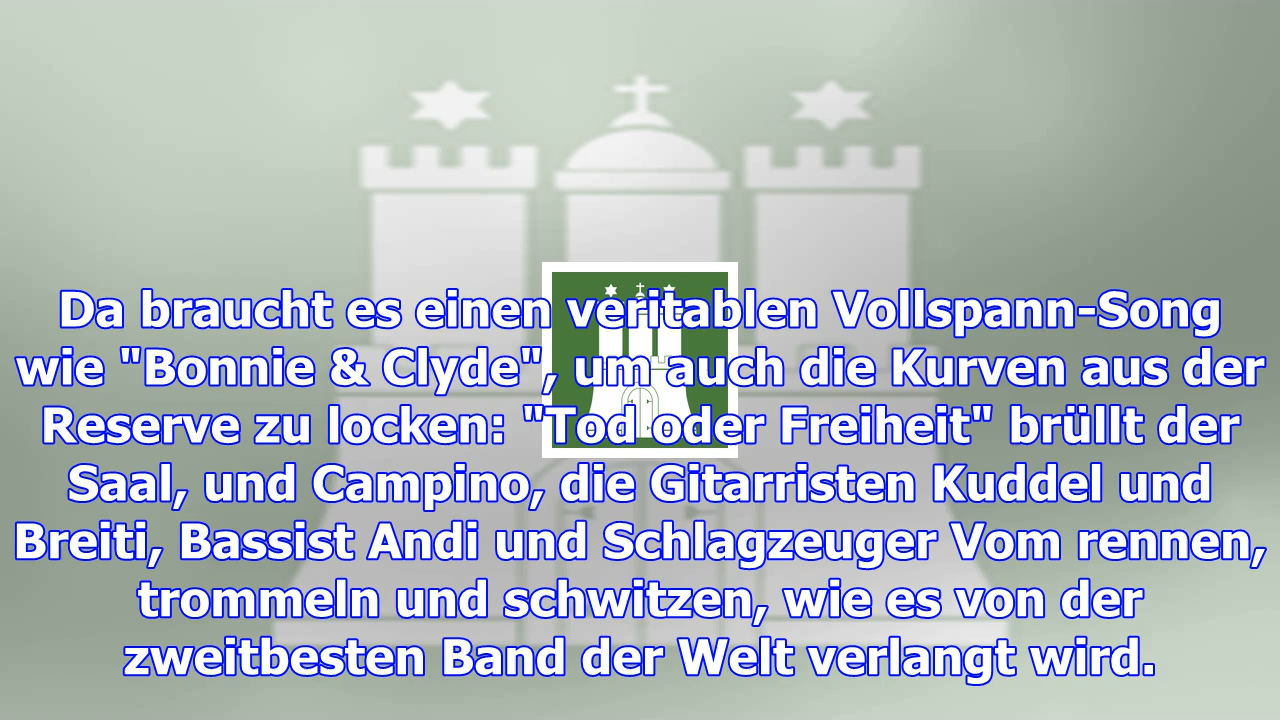 Da braucht es einen veritablen Vollspann-Song
wie "Bonnie & Clyde", um auch die Kurven aus der
Reserve zu locken: "Tod oder Freiheit" brüllt der
Saal, und Campino, die Gitarristen Kuddel und
Breiti, Bassist Andi und Schlagzeuger Vom rennen,
trommeln und schwitzen, wie es von der
zweitbesten Band der Welt verlangt wird.